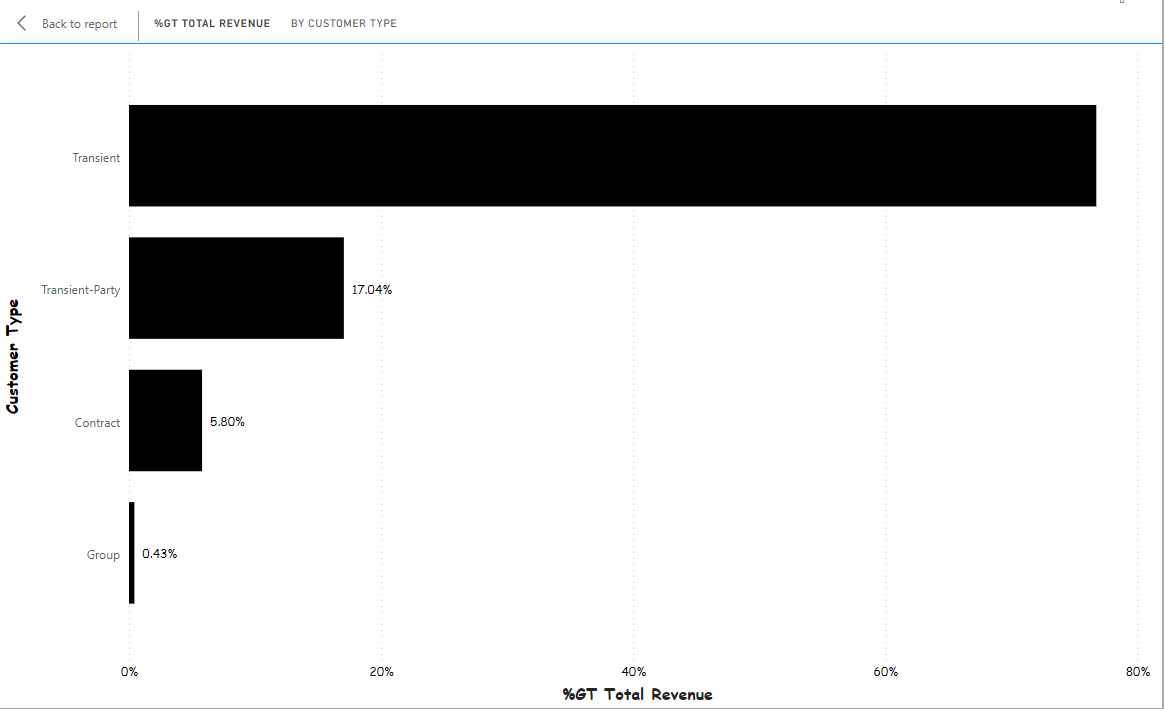 Back to report
%GT TOTAL REVENUE BY CUSTOMER TYPE
Customer Type
Transient
Transient-Party 17.04%
Contract 5.80%
Group 0.43%
0% 20% 40% 60% 80%
%GT Total Revenue